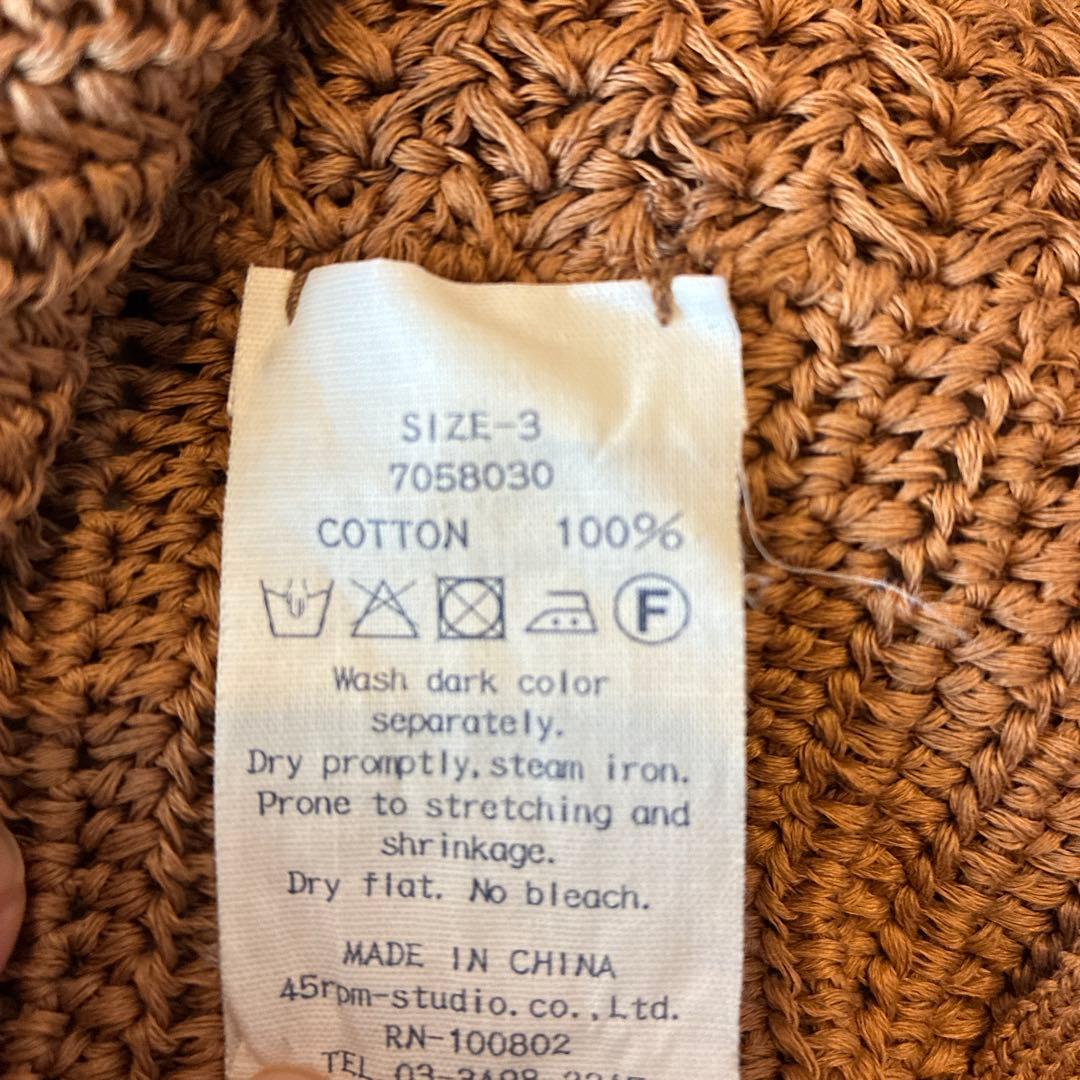 SIZE-3
7058030
COTTON 100%
F
Wash dark color
separately.
Dry promptly, steam iron.
Prone to stretching and
shrinkage.
Dry flat. No bleach.
MADE IN CHINA
45rpm-studio.co.,Ltd.
RN-100802
TEL